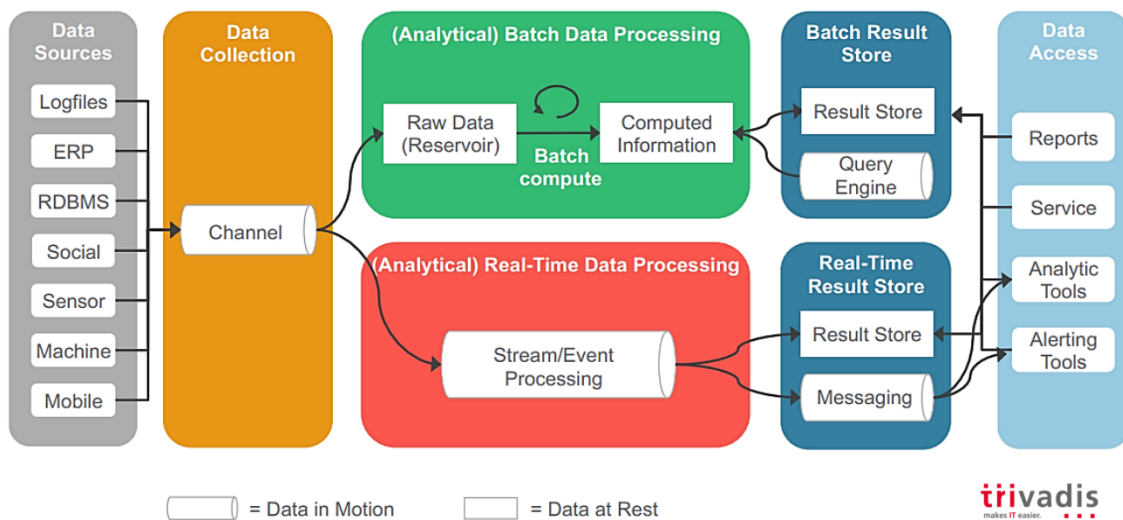 Data
Sources
Logfiles
ERP
RDBMS
Social
Sensor
Machine
Mobile
Data
Collection
Channel
(Analytical) Batch Data Processing
Raw Data
(Reservoir)
Batch
compute
Computed
Information
Batch Result
Store
Result Store
Query
Engine
(Analytical) Real-Time Data Processing
Stream/Event
Processing
Real-Time
Result Store
Result Store
Messaging
Data
Access
Reports
Service
Analytic
Tools
Alerting
Tools
= Data in Motion
= Data at Rest
trivadis
makes IT easier.